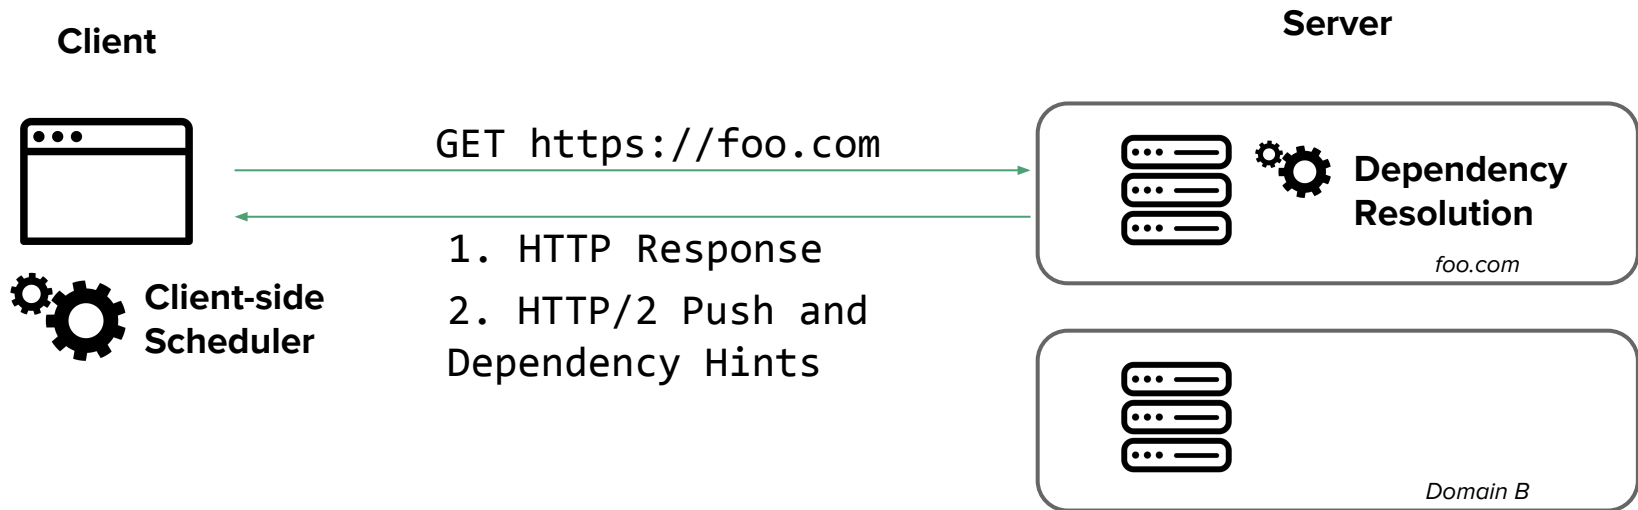 Client
Server
GET https://foo.com
Dependency
Resolution
foo.com
1. HTTP Response
2. HTTP/2 Push and
Dependency Hints
Client-side
Scheduler
Domain B